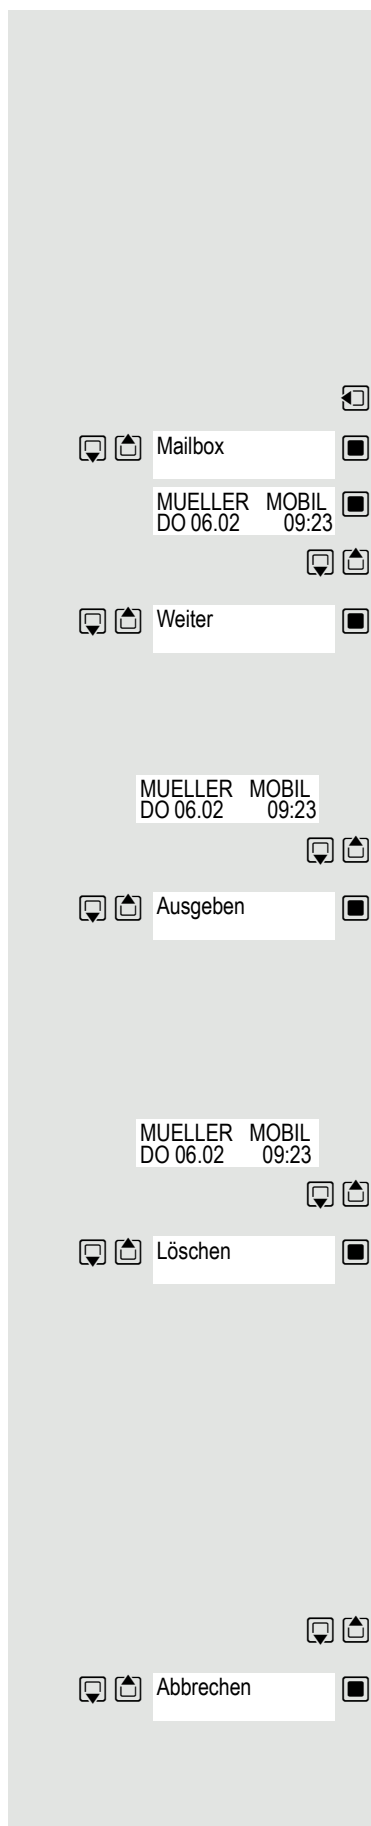 Mailbox
MUELLER MOBIL
DO 06.02 09:23
Weiter
MUELLER MOBIL
DO 06.02 09:23
Ausgeben
MUELLER MOBIL
DO 06.02 09:23
Löschen
Abbrechen